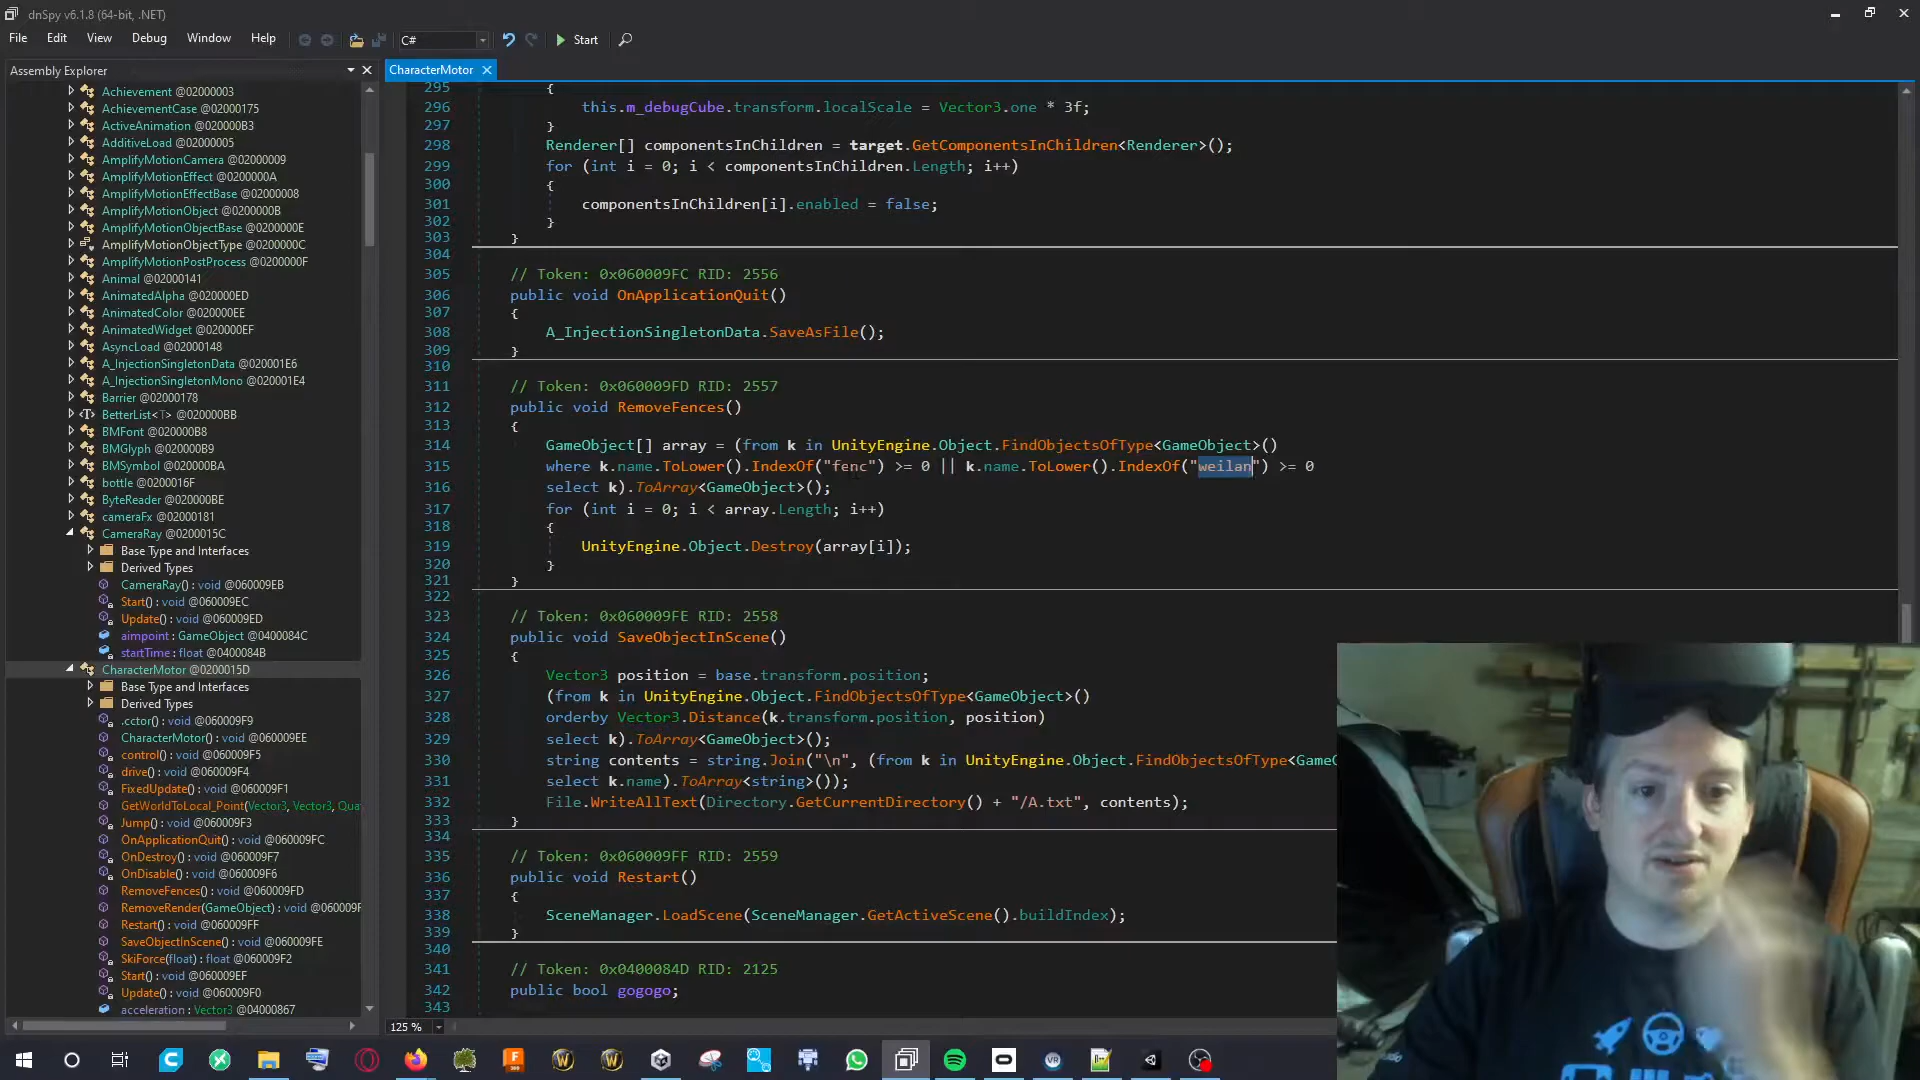 dnSpy v6.1.8 (64-bit, .NET)
File Edit View Debug Window Help C# Start
Assembly Explorer
CharacterMotor
Achievement @02000003
AchievementCase @02000175
ActiveAnimation @020000B3
AdditiveLoad @02000005
AmplifyMotionCamera @02000009
AmplifyMotionEffect @0200000A
AmplifyMotionEffectBase @02000008
AmplifyMotionObject @0200000B
AmplifyMotionObjectBase @0200000E
AmplifyMotionObjectType @0200000C
AmplifyMotionPostProcess @0200000F
Animal @02000141
AnimatedAlpha @020000ED
AnimatedColor @020000EE
AnimatedWidget @020000EF
AsyncLoad @02000148
A_InjectionSingletonData @020001E6
A_InjectionSingletonMono @020001E4
Barrier @02000178
BetterList<T> @020000BB
BMFont @020000B8
BMGlyph @020000B9
BMSymbol @020000BA
bottle @0200016F
ByteReader @020000BE
cameraFx @02000181
CameraRay @0200015C
Base Type and Interfaces
Derived Types
CameraRay() : void @060009EB
Start() : void @060009EC
Update() : void @060009ED
aimpoint : GameObject @0400084C
startTime : float @0400084B
CharacterMotor @0200015D
Base Type and Interfaces
Derived Types
.cctor() : void @060009F9
CharacterMotor() : void @060009EE
control() : void @060009F5
drive() : void @060009F4
FixedUpdate() : void @060009F1
GetWorldToLocal_Point(Vector3, Vector3, Qua
Jump() : void @060009F3
OnApplicationQuit() : void @060009FC
OnDestroy() : void @060009F7
OnDisable() : void @060009F6
RemoveFences() : void @060009FD
RemoveRender(GameObject) : void @060009F
Restart() : void @060009FF
SaveObjectInScene() : void @060009FE
SkiForce(float) : float @060009F2
Start() : void @060009EF
Update() : void @060009F0
acceleration : Vector3 @04000867
295 {
296 this.m_debugCube.transform.localScale = Vector3.one * 3f;
297 }
298 Renderer[] componentsInChildren = target.GetComponentsInChildren<Renderer>();
299 for (int i = 0; i < componentsInChildren.Length; i++)
300 {
301 componentsInChildren[i].enabled = false;
302 }
303 }
304
305 // Token: 0x060009FC RID: 2556
306 public void OnApplicationQuit()
307 {
308 A_InjectionSingletonData.SaveAsFile();
309 }
310
311 // Token: 0x060009FD RID: 2557
312 public void RemoveFences()
313 {
314 GameObject[] array = (from k in UnityEngine.Object.FindObjectsOfType<GameObject>()
315 where k.name.ToLower().IndexOf("fenc") >= 0 || k.name.ToLower().IndexOf("weilan") >= 0
316 select k).ToArray<GameObject>();
317 for (int i = 0; i < array.Length; i++)
318 {
319 UnityEngine.Object.Destroy(array[i]);
320 }
321 }
322
323 // Token: 0x060009FE RID: 2558
324 public void SaveObjectInScene()
325 {
326 Vector3 position = base.transform.position;
327 (from k in UnityEngine.Object.FindObjectsOfType<GameObject>()
328 orderby Vector3.Distance(k.transform.position, position)
329 select k).ToArray<GameObject>();
330 string contents = string.Join("\n", (from k in UnityEngine.Object.FindObjectsOfType<Game
331 select k.name).ToArray<string>());
332 File.WriteAllText(Directory.GetCurrentDirectory() + "/A.txt", contents);
333 }
334
335 // Token: 0x060009FF RID: 2559
336 public void Restart()
337 {
338 SceneManager.LoadScene(SceneManager.GetActiveScene().buildIndex);
339 }
340
341 // Token: 0x0400084D RID: 2125
342 public bool gogogo;
343
125 %